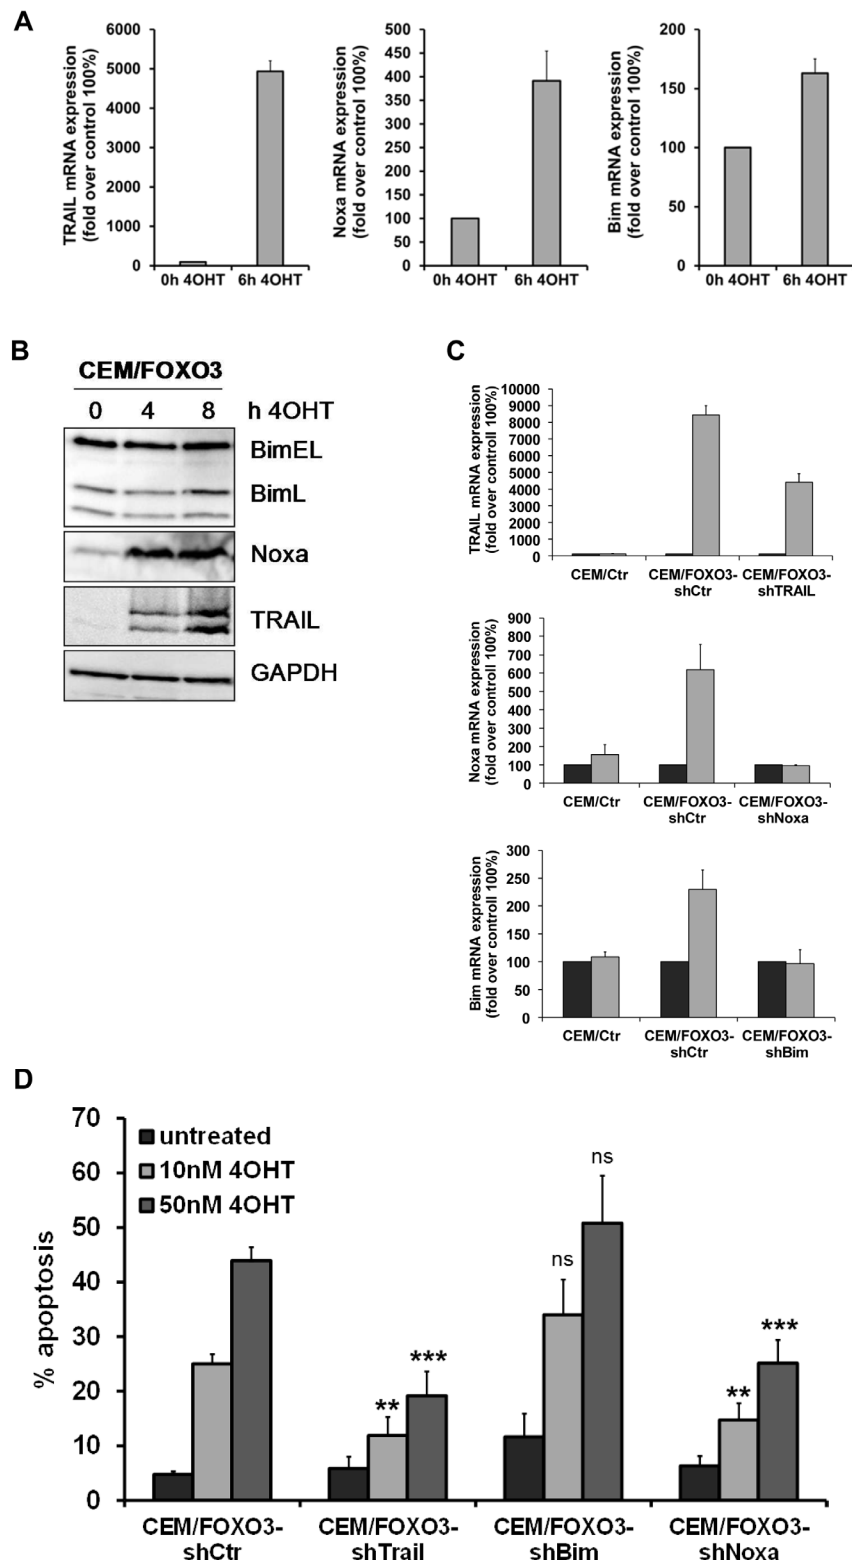 A
TRAIL mRNA expression
(fold over control 100%)
6000
5000
4000
3000
2000
1000
0
0h 4OHT 6h 4OHT
Noxa mRNA expression
(fold over control 100%)
500
450
400
350
300
250
200
150
100
50
0
0h 4OHT 6h 4OHT
Bim mRNA expression
(fold over control 100%)
200
150
100
50
0
0h 4OHT 6h 4OHT
B
CEM/FOXO3
0 4 8 h 4OHT
BimEL
BimL
Noxa
TRAIL
GAPDH
C
TRAIL mRNA expression
(fold over controll 100%)
10000
9000
8000
7000
6000
5000
4000
3000
2000
1000
0
CEM/Ctr CEM/FOXO3- CEM/FOXO3-
shCtr shTRAIL
Noxa mRNA expression
(fold over controll 100%)
900
800
700
600
500
400
300
200
100
0
CEM/Ctr CEM/FOXO3- CEM/FOXO3-
shCtr shNoxa
Bim mRNA expression
(fold over controll 100%)
300
250
200
150
100
50
0
CEM/Ctr CEM/FOXO3- CEM/FOXO3-
shCtr shBim
D
% apoptosis
70
60
50
40
30
20
10
0
untreated
10nM 4OHT
50nM 4OHT
** ***
ns ns
** ***
CEM/FOXO3- CEM/FOXO3- CEM/FOXO3- CEM/FOXO3-
shCtr shTrail shBim shNoxa